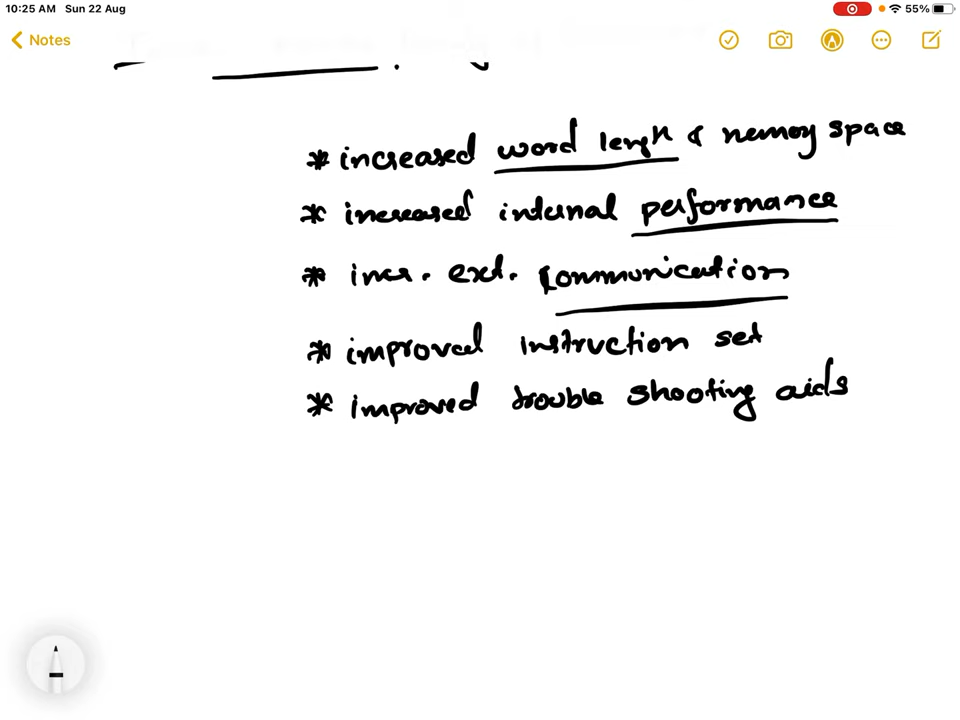 10:25 AM Sun 22 Aug 55%
Notes
* increased word length & memory space
* increased internal performance
* incr. ext. communication
* improved instruction set
* improved trouble shooting aids